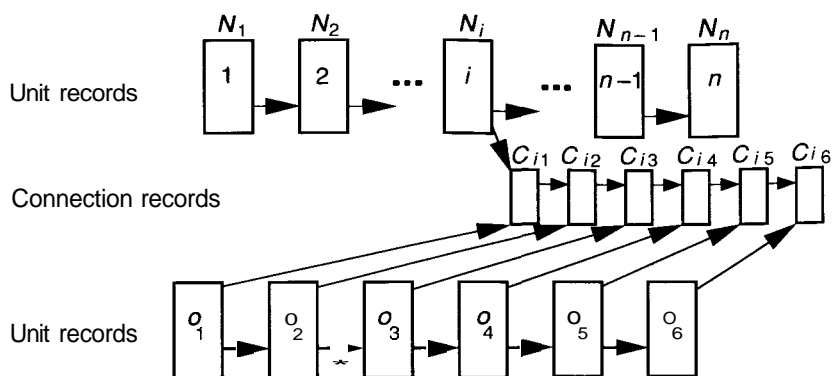 N1 N2 Ni Nn-1 Nn
Unit records 1 2 ... i ... n-1 n
Ci1 Ci2 Ci3 Ci4 Ci5 Ci6
Connection records
Unit records o1 o2 o3 o4 o5 o6